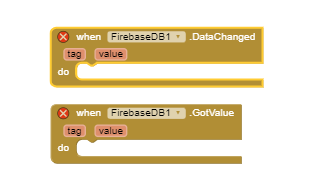 when FirebaseDB1 .DataChanged
tag value
do
when FirebaseDB1 .GotValue
tag value
do